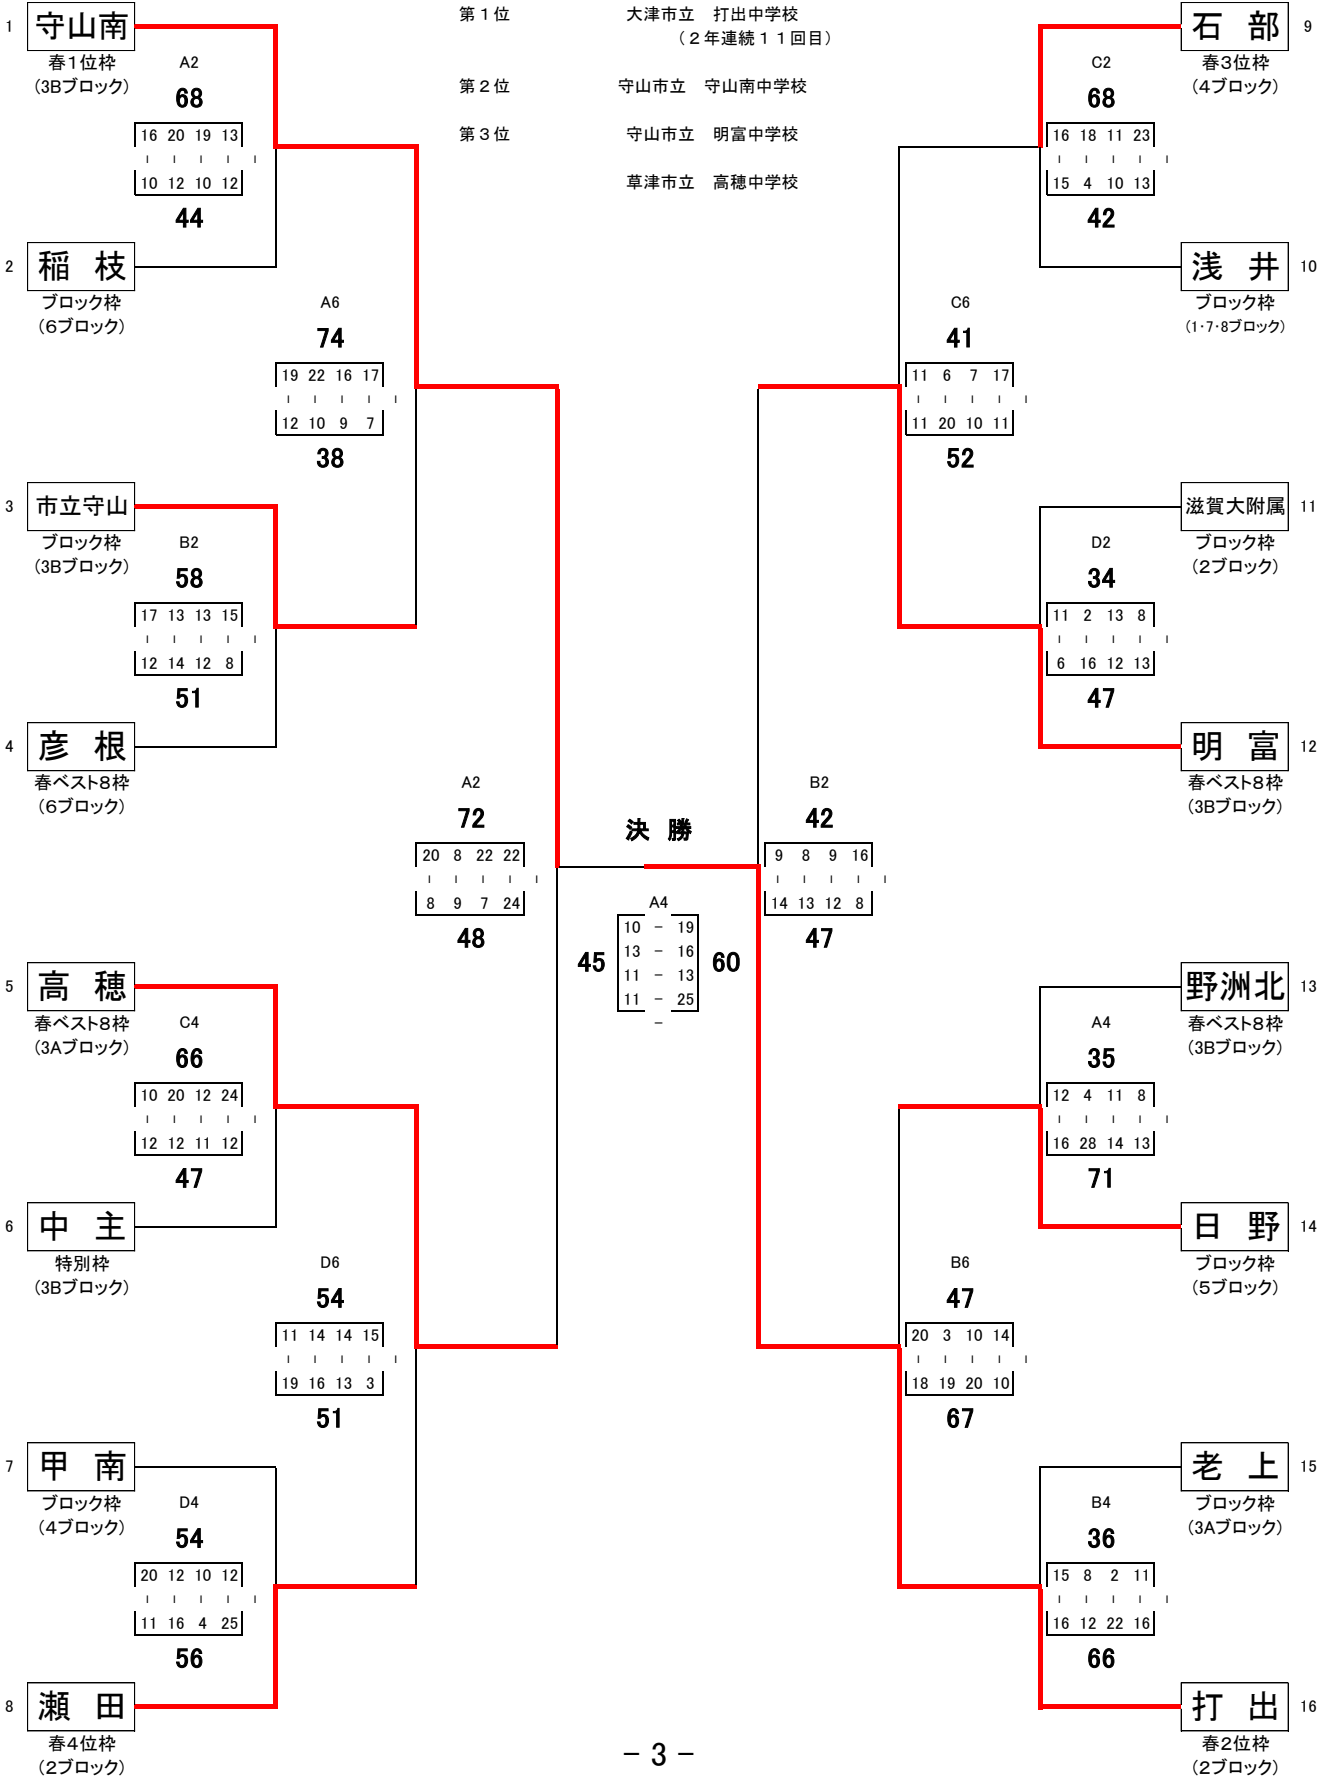 第１位　大津市立　打出中学校
（２年連続１１回目）
第２位　守山市立　守山南中学校
第３位　守山市立　明富中学校
草津市立　高穂中学校
1 守山南
春1位枠
(3Bブロック)
A2
68
16 20 19 13
10 12 10 12
44
2 稲　枝
ブロック枠
(6ブロック)
A6
74
19 22 16 17
12 10 9 7
38
3 市立守山
ブロック枠
(3Bブロック)
B2
58
17 13 13 15
12 14 12 8
51
4 彦　根
春ベスト8枠
(6ブロック)
A2
72
20 8 22 22
8 9 7 24
48
5 高　穂
春ベスト8枠
(3Aブロック)
C4
66
10 20 12 24
12 12 11 12
47
6 中　主
特別枠
(3Bブロック)
D6
54
11 14 14 15
19 16 13 3
51
7 甲　南
ブロック枠
(4ブロック)
D4
54
20 12 10 12
11 16 4 25
56
8 瀬　田
春4位枠
(2ブロック)
決　勝
A4
45
10 － 19
13 － 16
11 － 13
11 － 25
－
60
石　部 9
春3位枠
(4ブロック)
C2
68
16 18 11 23
15 4 10 13
42
浅　井 10
ブロック枠
(1･7･8ブロック)
C6
41
11 6 7 17
11 20 10 11
52
滋賀大附属 11
ブロック枠
(2ブロック)
D2
34
11 2 13 8
6 16 12 13
47
明　富 12
春ベスト8枠
(3Bブロック)
B2
42
9 8 9 16
14 13 12 8
47
野洲北 13
春ベスト8枠
(3Bブロック)
A4
35
12 4 11 8
16 28 14 13
71
日　野 14
ブロック枠
(5ブロック)
B6
47
20 3 10 14
18 19 20 10
67
老　上 15
ブロック枠
(3Aブロック)
B4
36
15 8 2 11
16 12 22 16
66
打　出 16
春2位枠
(2ブロック)
－ 3 －